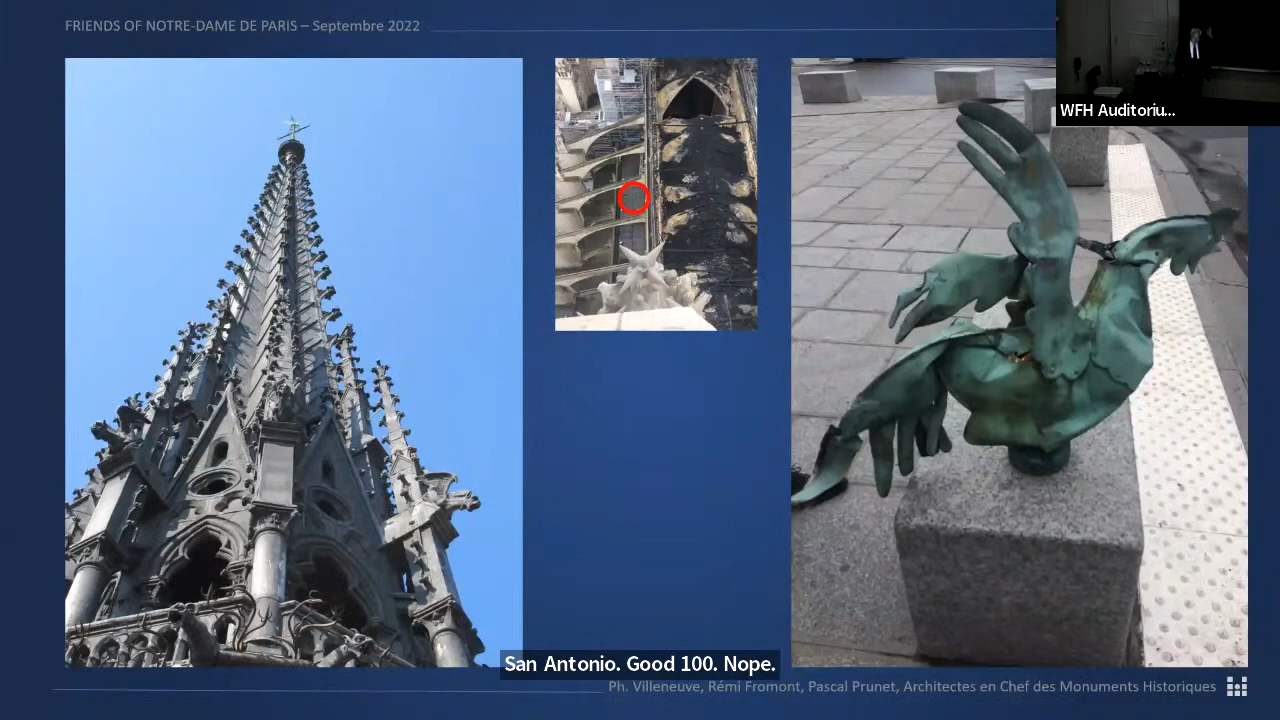 FRIENDS OF NOTRE-DAME DE PARIS – Septembre 2022
WFH Auditoriu...
San Antonio. Good 100. Nope.
Ph. Villeneuve, Rémi Fromont, Pascal Prunet, Architectes en Chef des Monuments Historiques